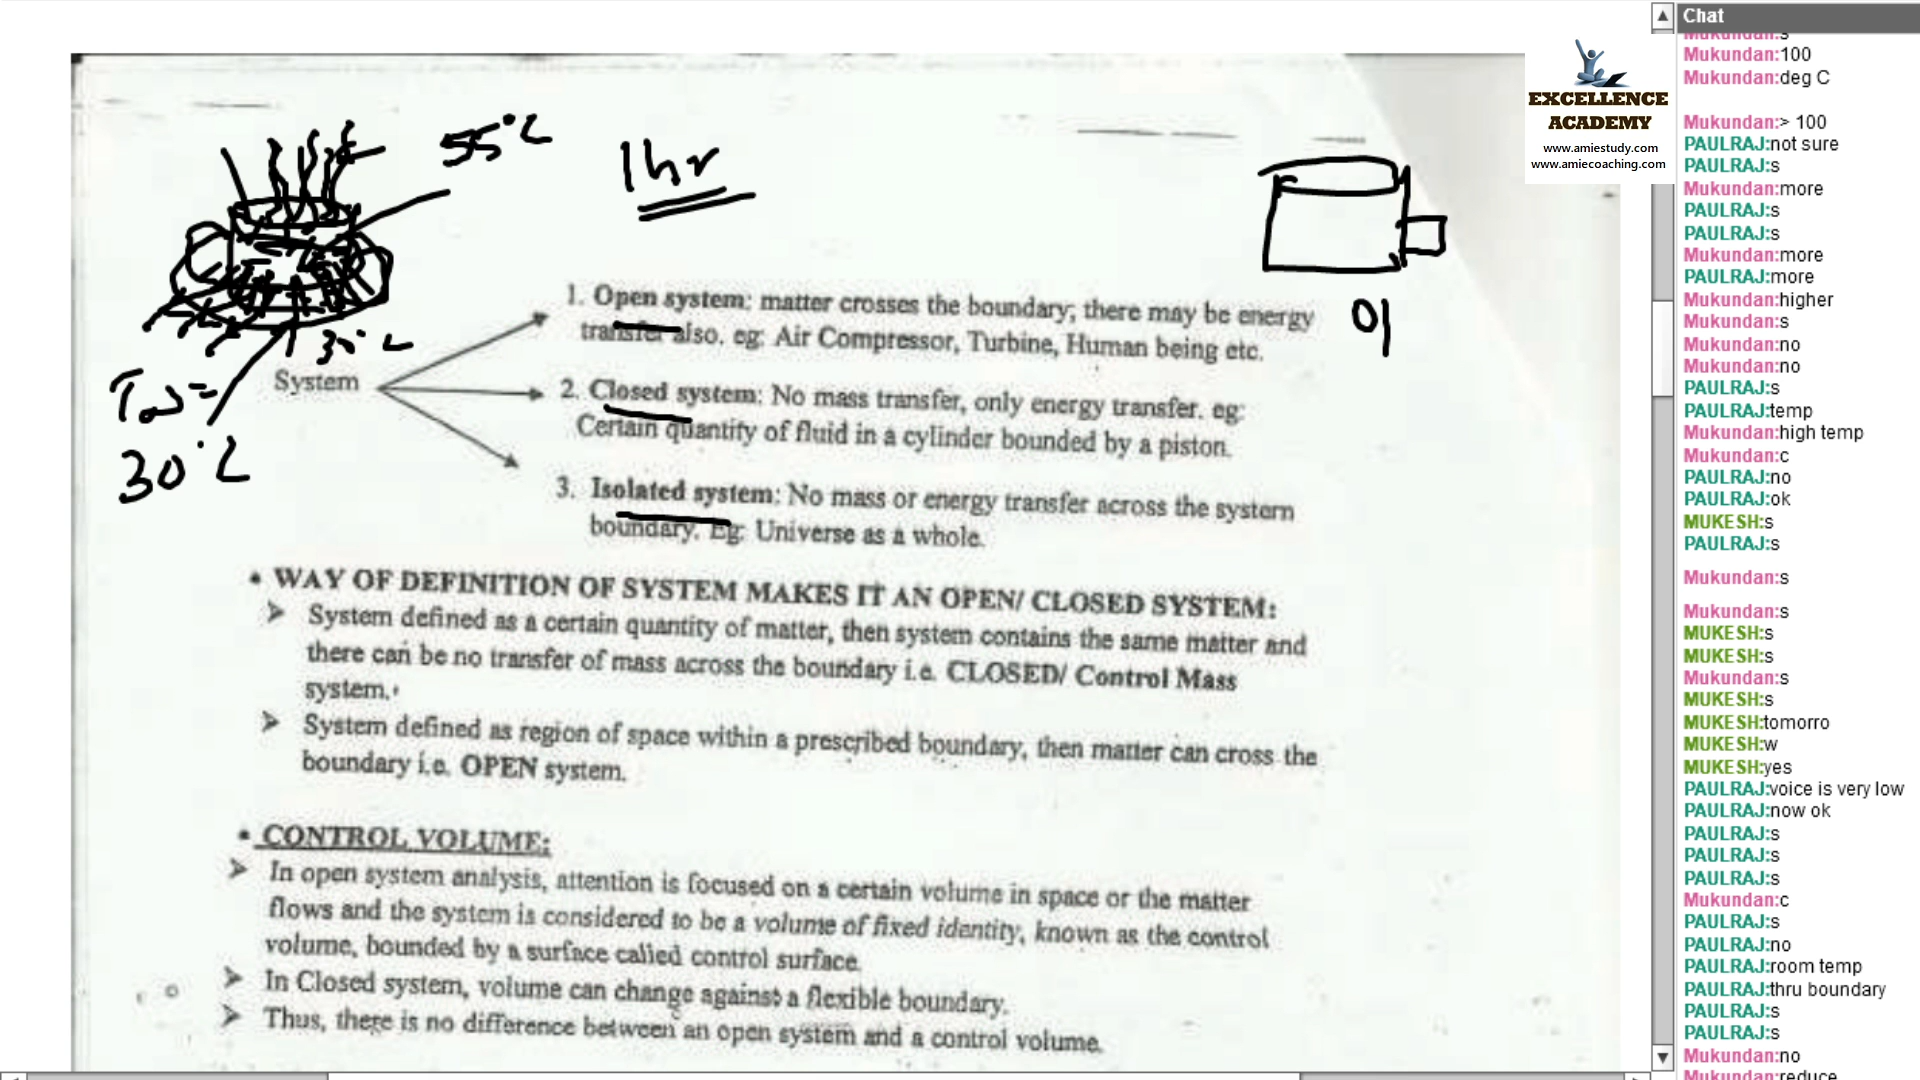 55°C
1hr
30°C
30°C
01
1. Open system: matter crosses the boundary; there may be energy
transfer also. eg: Air Compressor, Turbine, Human being etc.
System
2. Closed system: No mass transfer, only energy transfer. eg:
Certain quantity of fluid in a cylinder bounded by a piston.
3. Isolated system: No mass or energy transfer across the system
boundary. Eg: Universe as a whole.
• WAY OF DEFINITION OF SYSTEM MAKES IT AN OPEN/ CLOSED SYSTEM:
System defined as a certain quantity of matter, then system contains the same matter and
there can be no transfer of mass across the boundary i.e. CLOSED/ Control Mass
system.
System defined as region of space within a prescribed boundary, then matter can cross the
boundary i.e. OPEN system.
• CONTROL VOLUME:
In open system analysis, attention is focused on a certain volume in space or the matter
flows and the system is considered to be a volume of fixed identity, known as the control
volume, bounded by a surface called control surface.
In Closed system, volume can change against a flexible boundary.
Thus, there is no difference between an open system and a control volume.
EXCELLENCE
ACADEMY
www.amiestudy.com
www.amiecoaching.com
Chat
Mukundan:s
Mukundan:100
Mukundan:deg C
Mukundan:> 100
PAULRAJ:not sure
PAULRAJ:s
Mukundan:more
PAULRAJ:s
PAULRAJ:s
Mukundan:more
PAULRAJ:more
Mukundan:higher
Mukundan:s
Mukundan:no
Mukundan:no
PAULRAJ:s
PAULRAJ:temp
Mukundan:high temp
Mukundan:c
PAULRAJ:no
PAULRAJ:ok
MUKESH:s
PAULRAJ:s
Mukundan:s
Mukundan:s
MUKESH:s
MUKESH:s
Mukundan:s
MUKESH:s
MUKESH:tomorro
MUKESH:w
MUKESH:yes
PAULRAJ:voice is very low
PAULRAJ:now ok
PAULRAJ:s
PAULRAJ:s
PAULRAJ:s
Mukundan:c
PAULRAJ:s
PAULRAJ:no
PAULRAJ:room temp
PAULRAJ:thru boundary
PAULRAJ:s
PAULRAJ:s
Mukundan:no
Mukundan:reduce